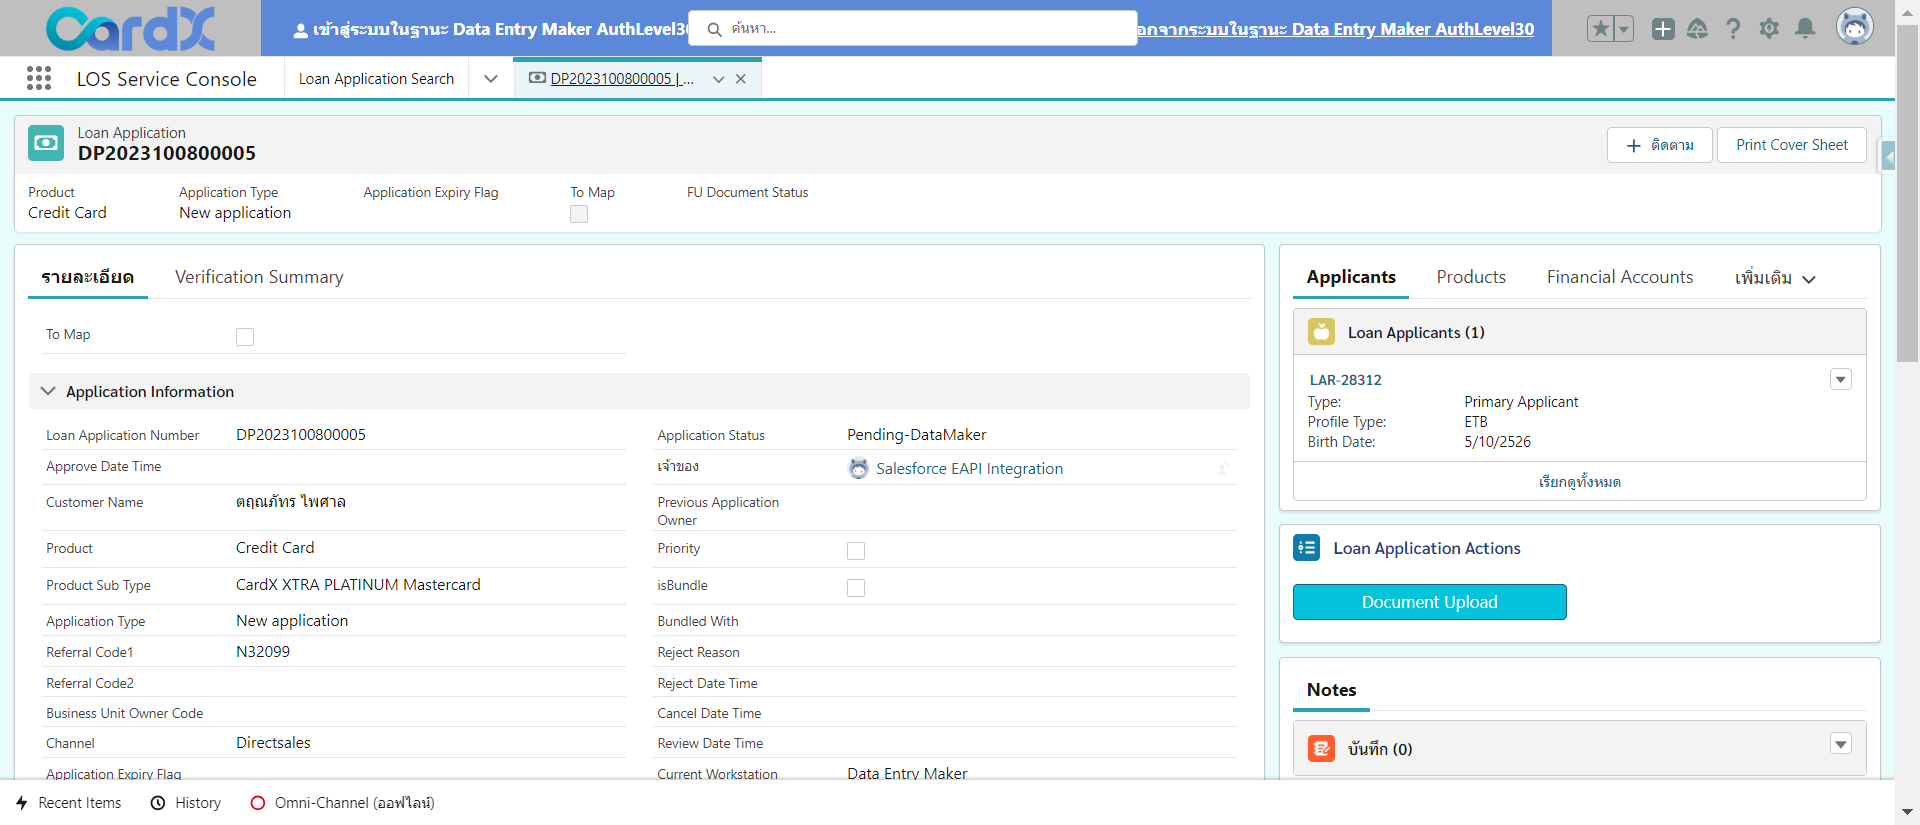 CardX
เข้าสู่ระบบในฐานะ Data Entry Maker AuthLevel30
ค้นหา...
อกจากระบบในฐานะ Data Entry Maker AuthLevel30
LOS Service Console
Loan Application Search
DP2023100800005 | ...
Loan Application
DP2023100800005
ติดตาม
Print Cover Sheet
Product
Application Type
Application Expiry Flag
To Map
FU Document Status
Credit Card
New application
รายละเอียด
Verification Summary
To Map
Application Information
Loan Application Number
DP2023100800005
Application Status
Pending-DataMaker
Approve Date Time
เจ้าของ
Salesforce EAPI Integration
Customer Name
ตฤณภัทร ไพศาล
Previous Application
Owner
Product
Credit Card
Priority
Product Sub Type
CardX XTRA PLATINUM Mastercard
isBundle
Application Type
New application
Bundled With
Referral Code1
N32099
Reject Reason
Referral Code2
Reject Date Time
Business Unit Owner Code
Cancel Date Time
Channel
Directsales
Review Date Time
Application Expiry Flag
Current Workstation
Data Entry Maker
Applicants
Products
Financial Accounts
เพิ่มเติม
Loan Applicants (1)
LAR-28312
Type:
Primary Applicant
Profile Type:
ETB
Birth Date:
5/10/2526
เรียกดูทั้งหมด
Loan Application Actions
Document Upload
Notes
บันทึก (0)
Recent Items
History
Omni-Channel (ออฟไลน์)